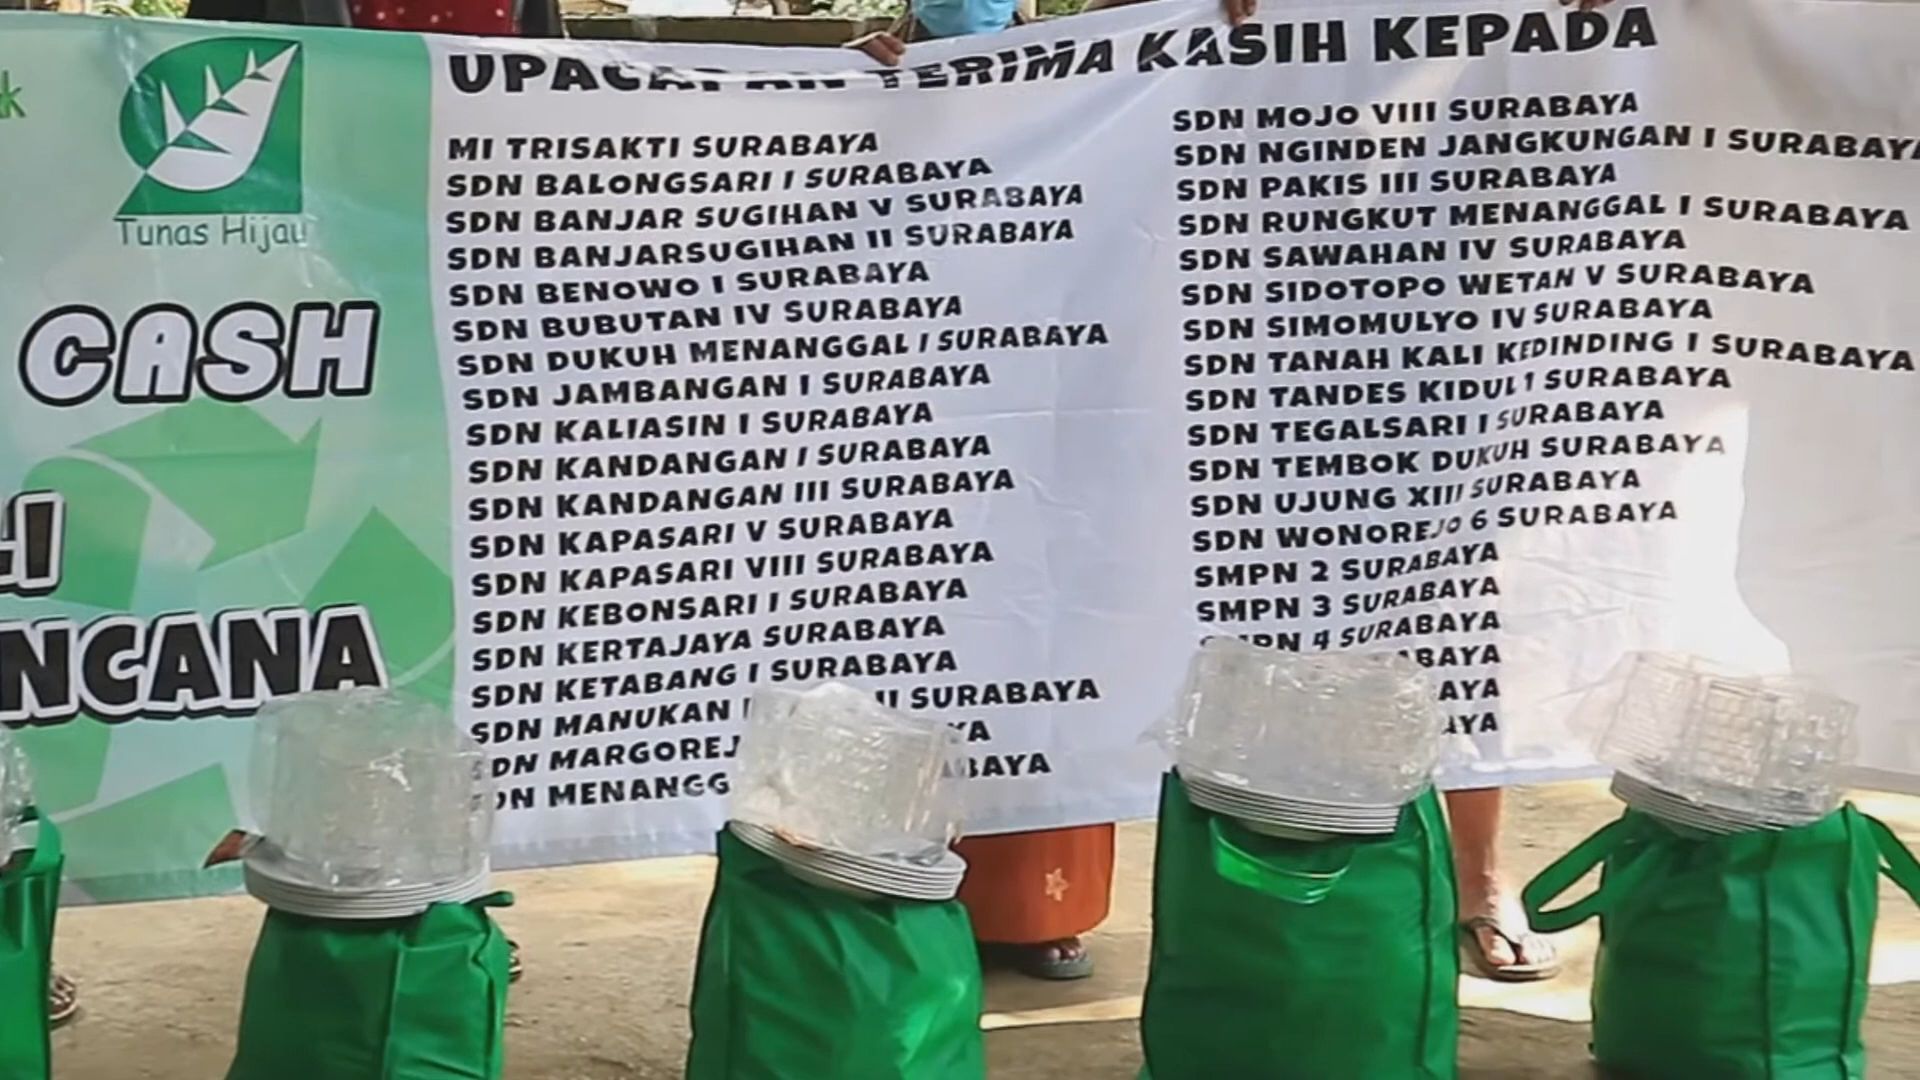 Tunas Hijau
CASH
NCANA
UPACAPAN TERIMA KASIH KEPADA
MI TRISAKTI SURABAYA
SDN BALONGSARI I SURABAYA
SDN BANJAR SUGIHAN V SURABAYA
SDN BANJARSUGIHAN II SURABAYA
SDN BENOWO I SURABAYA
SDN BUBUTAN IV SURABAYA
SDN DUKUH MENANGGAL I SURABAYA
SDN JAMBANGAN I SURABAYA
SDN KALIASIN I SURABAYA
SDN KANDANGAN I SURABAYA
SDN KANDANGAN III SURABAYA
SDN KAPASARI V SURABAYA
SDN KAPASARI VIII SURABAYA
SDN KEBONSARI I SURABAYA
SDN KERTAJAYA SURABAYA
SDN KETABANG I SURABAYA
SDN MANUKAN SURABAYA
SDN MARGOREJ YA
SDN MENANGG BAYA
SDN MOJO VIII SURABAYA
SDN NGINDEN JANGKUNGAN I SURABAYA
SDN PAKIS III SURABAYA
SDN RUNGKUT MENANGGAL I SURABAYA
SDN SAWAHAN IV SURABAYA
SDN SIDOTOPO WETAN V SURABAYA
SDN SIMOMULYO IV SURABAYA
SDN TANAH KALI KEDINDING I SURABAYA
SDN TANDES KIDUL 1 SURABAYA
SDN TEGALSARI I SURABAYA
SDN TEMBOK DUKUH SURABAYA
SDN UJUNG XIII SURABAYA
SDN WONOREJO 6 SURABAYA
SMPN 2 SURABAYA
SMPN 3 SURABAYA
SMPN 4 SURABAYA
BAYA
AYA
AYA